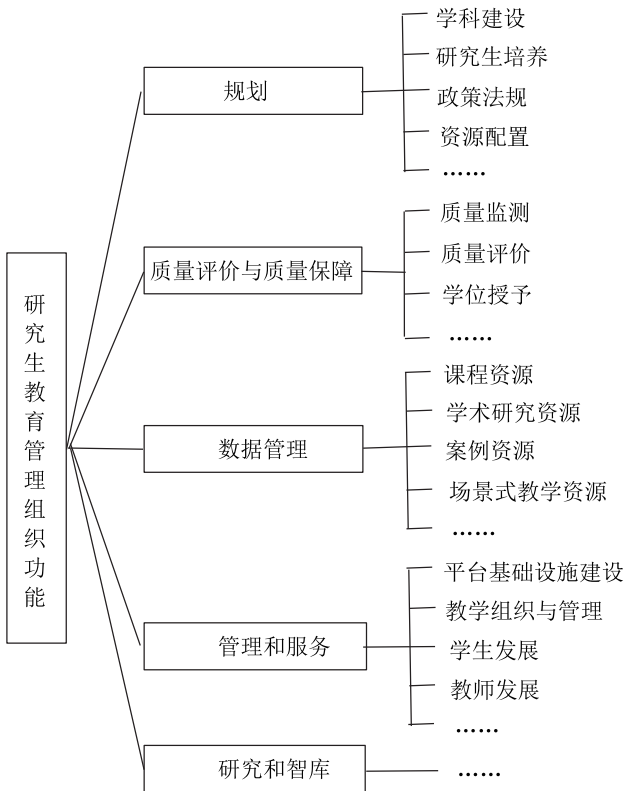 研究生教育管理组织功能
规划
学科建设
研究生培养
政策法规
资源配置
……
质量评价与质量保障
质量监测
质量评价
学位授予
……
数据管理
课程资源
学术研究资源
案例资源
场景式教学资源
……
管理和服务
平台基础设施建设
教学组织与管理
学生发展
教师发展
……
研究和智库
……